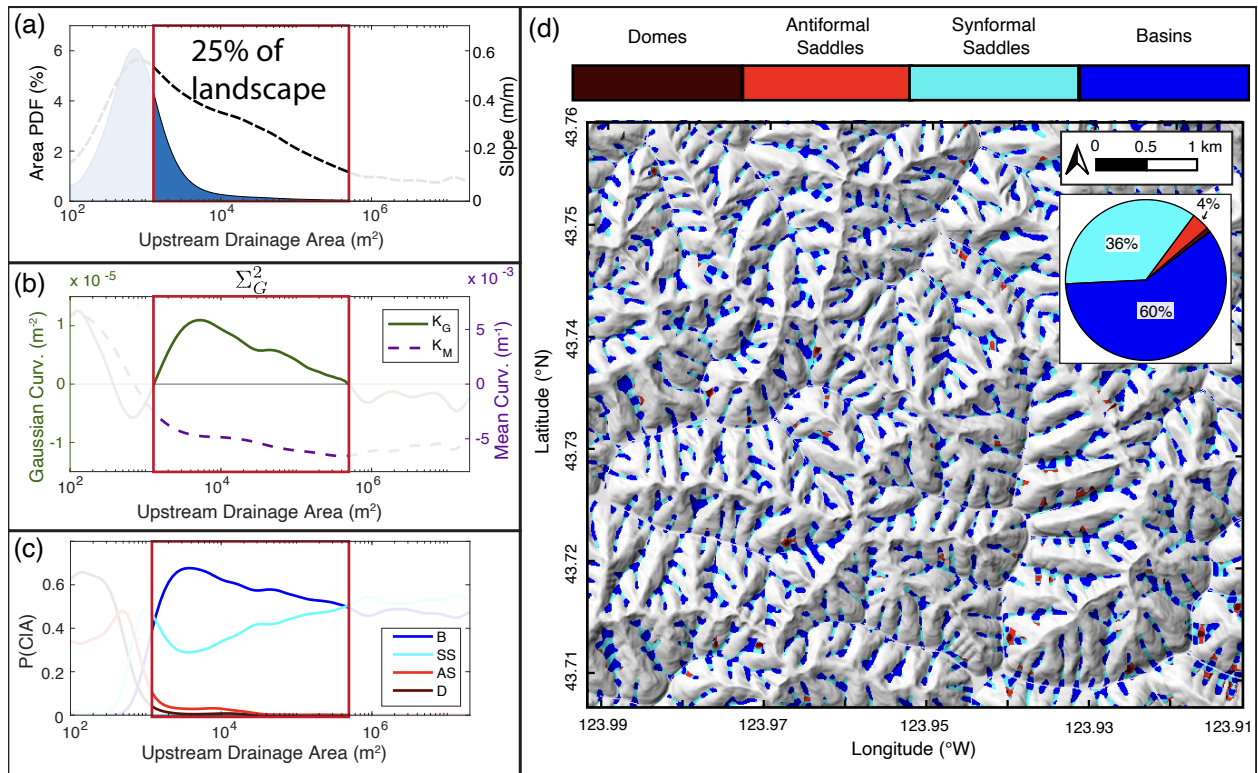 (a)
25% of
landscape
6
4
2
0
0.6
0.4
0.2
0
Area PDF (%)
Slope (m/m)
10² 10⁴ 10⁶
Upstream Drainage Area (m²)
(b)
x 10⁻⁵
Σ²_G
x 10⁻³
1
0
-1
5
0
-5
K_G
K_M
Gaussian Curv. (m⁻²)
Mean Curv. (m⁻¹)
10² 10⁴ 10⁶
Upstream Drainage Area (m²)
(c)
0.6
0.4
0.2
0
P(C|A)
B
SS
AS
D
10² 10⁴ 10⁶
Upstream Drainage Area (m²)
(d)
Domes
Antiformal
Saddles
Synformal
Saddles
Basins
43.76
43.75
43.74
43.73
43.72
43.71
Latitude (°N)
0 0.5 1 km
4%
36%
60%
123.99 123.97 123.95 123.93 123.91
Longitude (°W)